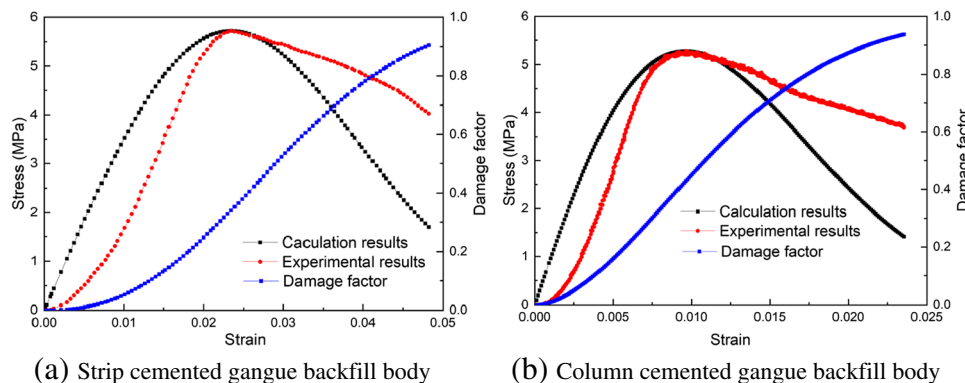 6
5
4
3
2
1
0
Stress (MPa)
1.0
0.8
0.6
0.4
0.2
0.0
Damage factor
Caculation results
Experimental results
Damage factor
0.00 0.01 0.02 0.03 0.04 0.05
Strain
(a) Strip cemented gangue backfill body
6
5
4
3
2
1
0
Stress (MPa)
1.0
0.8
0.6
0.4
0.2
0.0
Damage factor
Calculation results
Experimental results
Damage factor
0.000 0.005 0.010 0.015 0.020 0.025
Strain
(b) Column cemented gangue backfill body